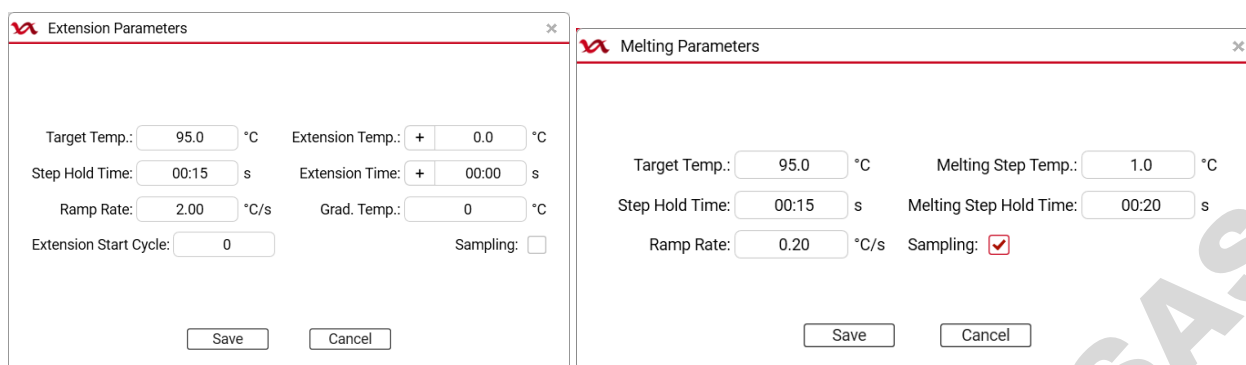 Extension Parameters ×
Target Temp.: 95.0 °C Extension Temp.: + 0.0 °C
Step Hold Time: 00:15 s Extension Time: + 00:00 s
Ramp Rate: 2.00 °C/s Grad. Temp.: 0 °C
Extension Start Cycle: 0 Sampling:
Save Cancel
Melting Parameters ×
Target Temp.: 95.0 °C Melting Step Temp.: 1.0 °C
Step Hold Time: 00:15 s Melting Step Hold Time: 00:20 s
Ramp Rate: 0.20 °C/s Sampling:
Save Cancel
SAS